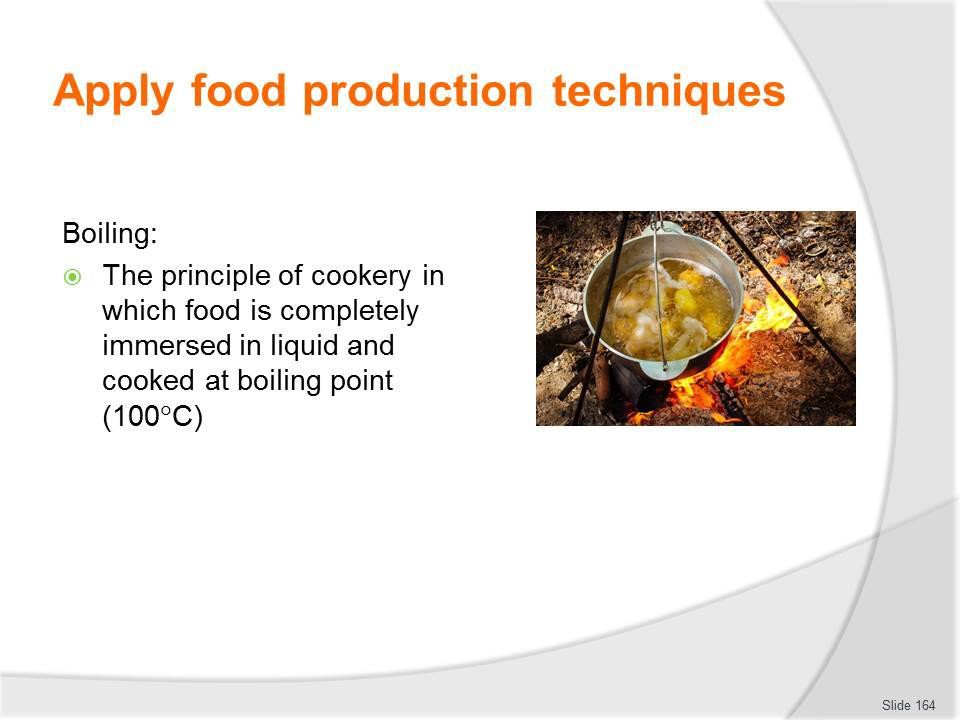 Apply food production techniques
Boiling:
The principle of cookery in
which food is completely
immersed in liquid and
cooked at boiling point
(100°C)
Slide 164